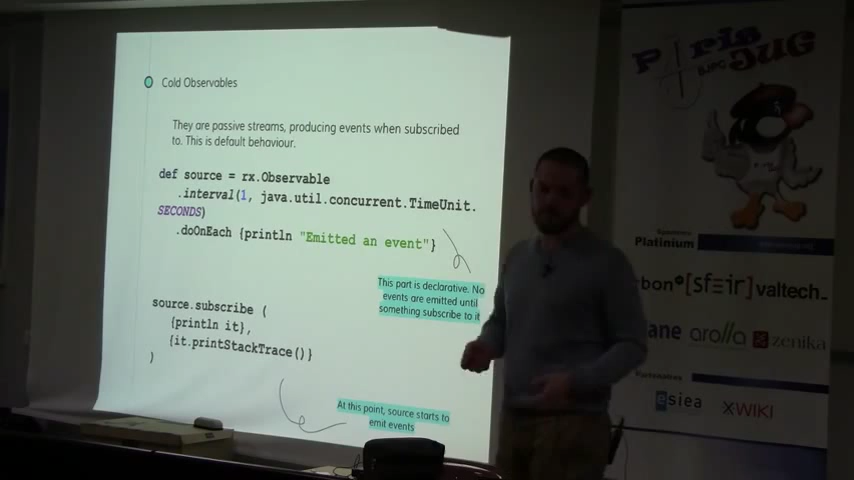 Cold Observables
They are passive streams, producing events when subscribed
to. This is default behaviour.
def source = rx.Observable
.interval(1, java.util.concurrent.TimeUnit.
SECONDS)
.doOnEach {println "Emitted an event"}
This part is declarative. No
events are emitted until
something subscribe to it
source.subscribe (
{println it},
{it.printStackTrace()}
)
At this point, source starts to
emit events
Paris
JUG
Platinium
[sfeir]
valtech_
arolla
zenika
esiea
XWIKI